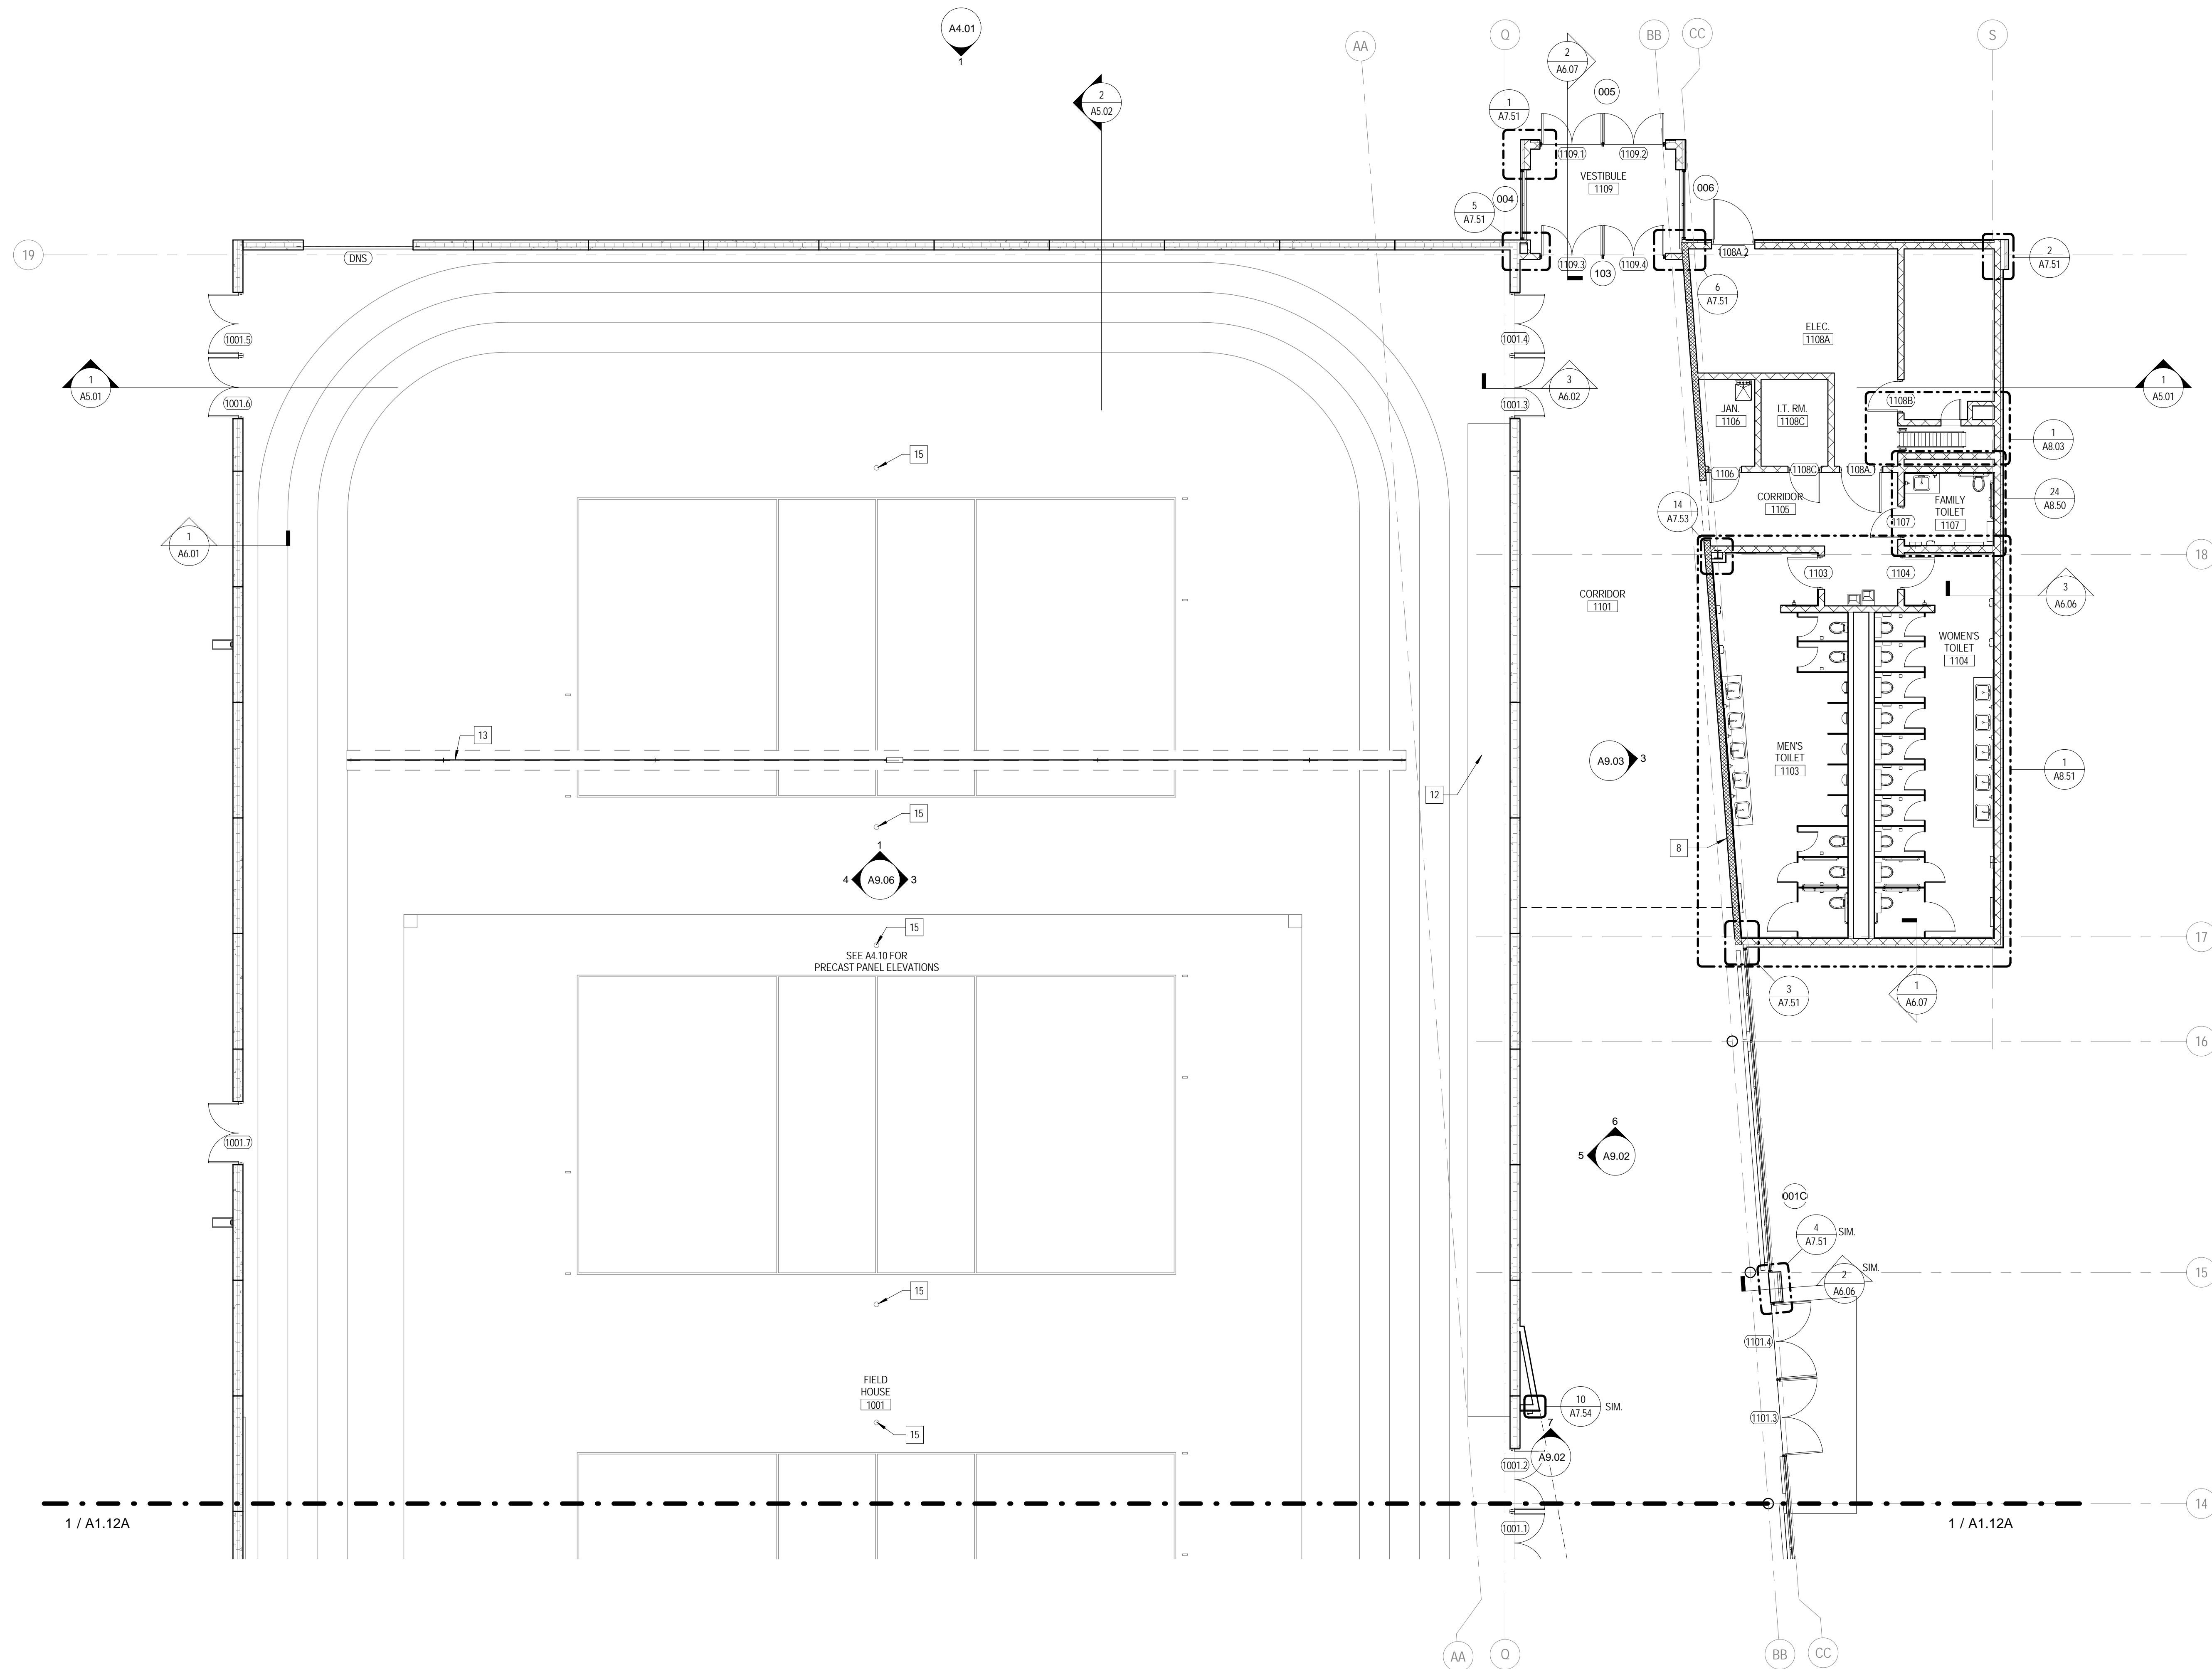 A4.01
1
AA
Q
BB
CC
S
2
A6.07
005
2
A5.02
1
A7.51
1109.1
1109.2
VESTIBULE
1109
004
006
5
A7.51
19
DNS
1109.3
1109.4
103
1108A.2
2
A7.51
6
A7.51
ELEC.
1108A
1001.5
1001.4
1
A5.01
3
A6.02
1
A5.01
1001.6
1001.3
1108B
JAN.
1106
I.T. RM.
1108C
1
A8.03
15
1106
1108C
1108A.1
24
A8.50
CORRIDOR
1105
FAMILY
TOILET
1107
14
A7.53
1107
1
A6.01
18
1103
1104
3
A6.06
CORRIDOR
1101
WOMEN'S
TOILET
1104
13
MEN'S
TOILET
1103
A9.03
3
1
A8.51
12
15
8
1
4
A9.06
3
15
SEE A4.10 FOR
PRECAST PANEL ELEVATIONS
17
3
A7.51
1
A6.07
16
6
5
A9.02
1001.7
001C
4
A7.51
SIM.
15
2
A6.06
SIM.
15
1101.4
FIELD
HOUSE
1001
10
A7.54
SIM.
1101.3
15
7
A9.02
1001.2
14
1 / A1.12A
1001.1
1 / A1.12A
AA
Q
BB
CC